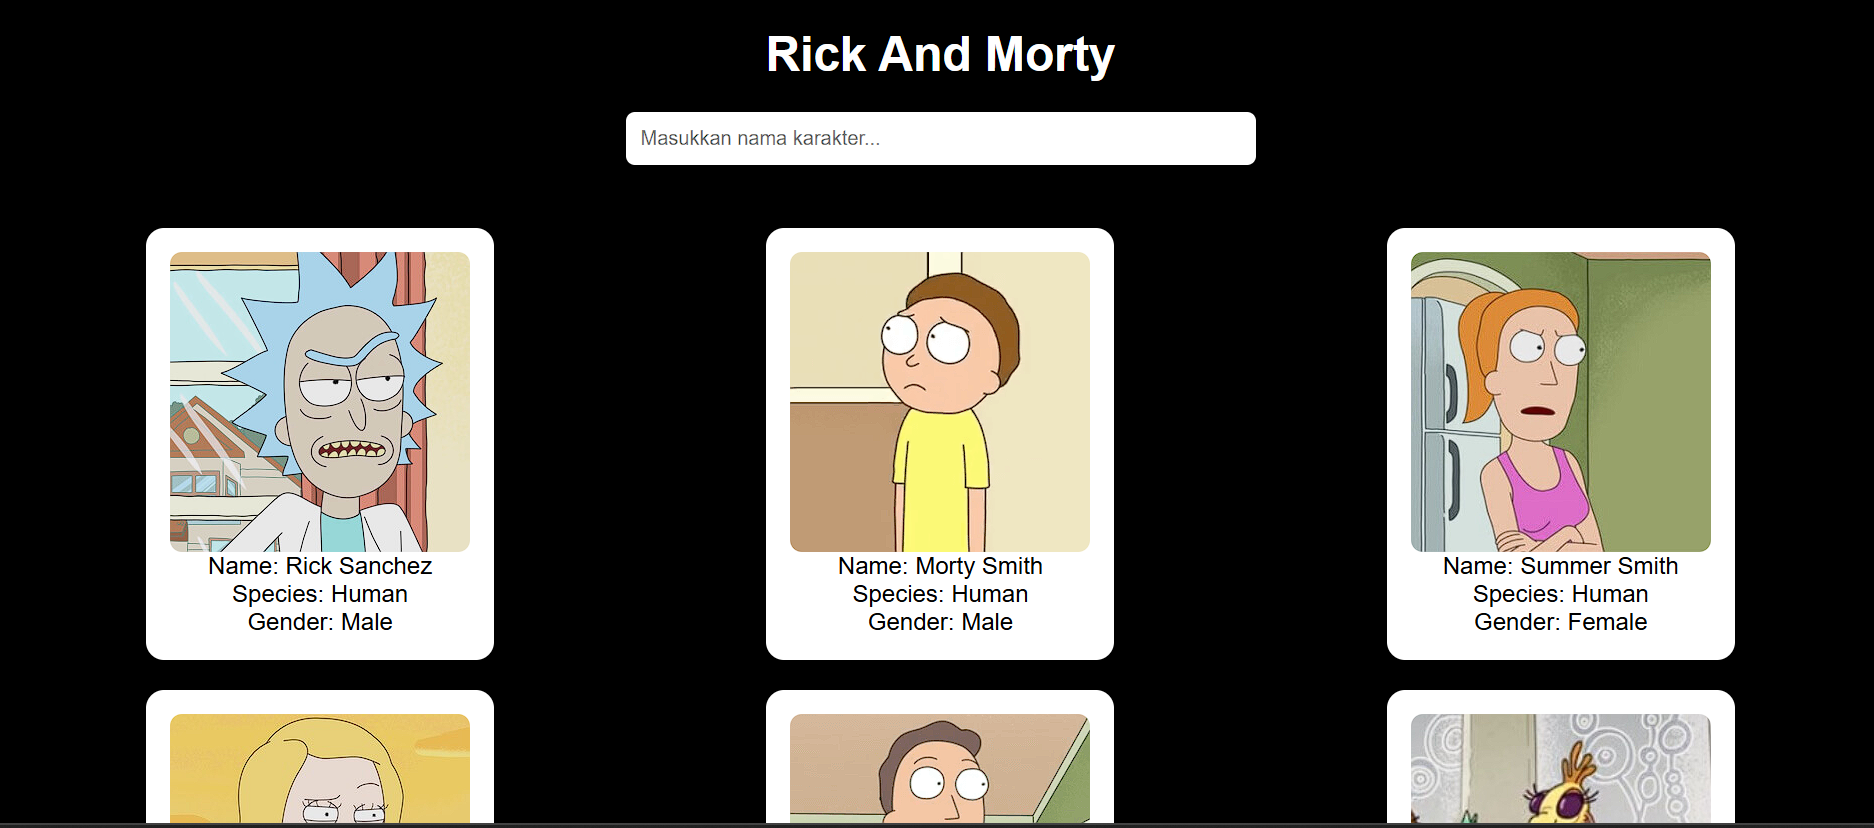 Rick And Morty
Masukkan nama karakter...
Name: Rick Sanchez
Species: Human
Gender: Male
Name: Morty Smith
Species: Human
Gender: Male
Name: Summer Smith
Species: Human
Gender: Female